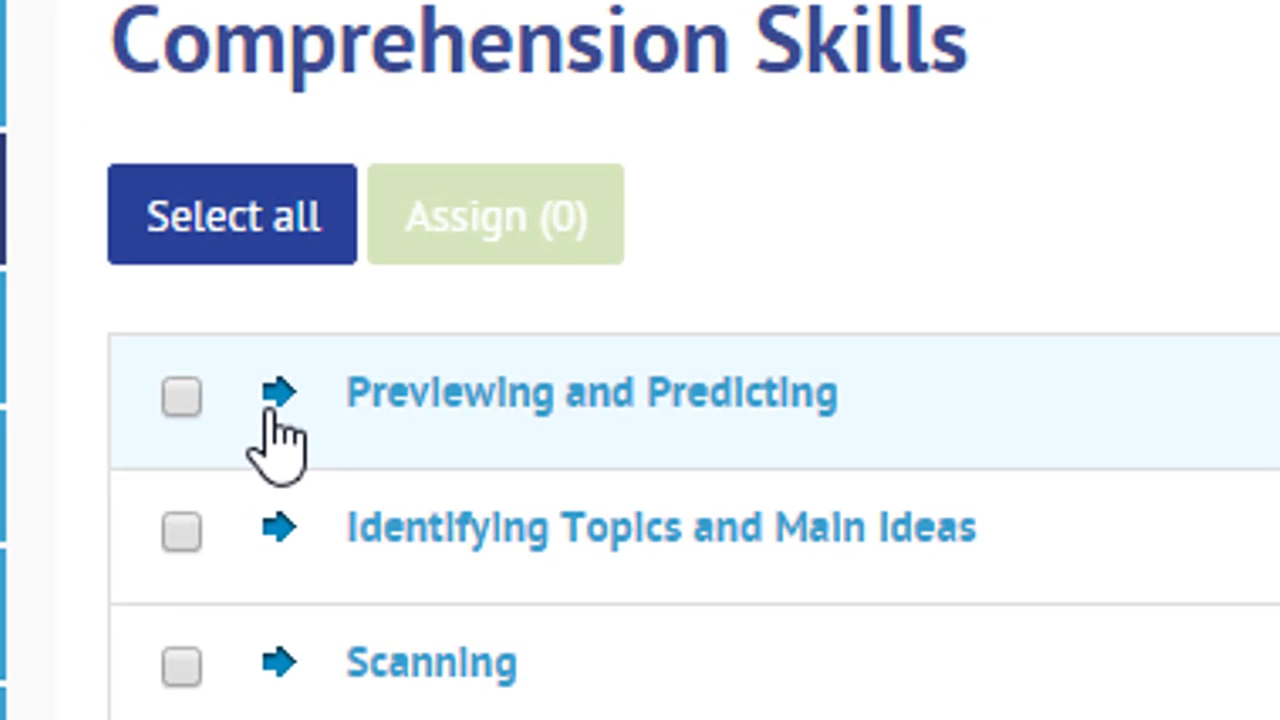 Comprehension Skills
Select all
Assign (0)
Previewing and Predicting
Identifying Topics and Main Ideas
Scanning